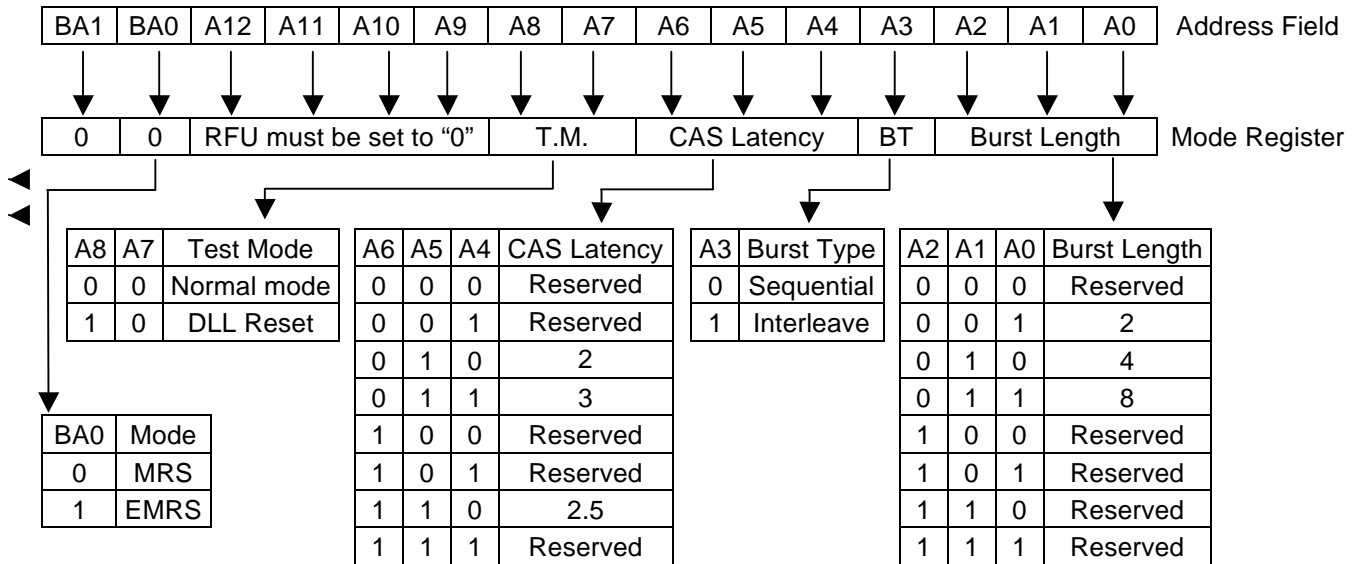 BA1 BA0 A12 A11 A10 A9 A8 A7 A6 A5 A4 A3 A2 A1 A0 Address Field
0 0 RFU must be set to “0” T.M. CAS Latency BT Burst Length Mode Register
A8 A7 Test Mode
0 0 Normal mode
1 0 DLL Reset
A6 A5 A4 CAS Latency
0 0 0 Reserved
0 0 1 Reserved
0 1 0 2
0 1 1 3
1 0 0 Reserved
1 0 1 Reserved
1 1 0 2.5
1 1 1 Reserved
A3 Burst Type
0 Sequential
1 Interleave
A2 A1 A0 Burst Length
0 0 0 Reserved
0 0 1 2
0 1 0 4
0 1 1 8
1 0 0 Reserved
1 0 1 Reserved
1 1 0 Reserved
1 1 1 Reserved
BA0 Mode
0 MRS
1 EMRS